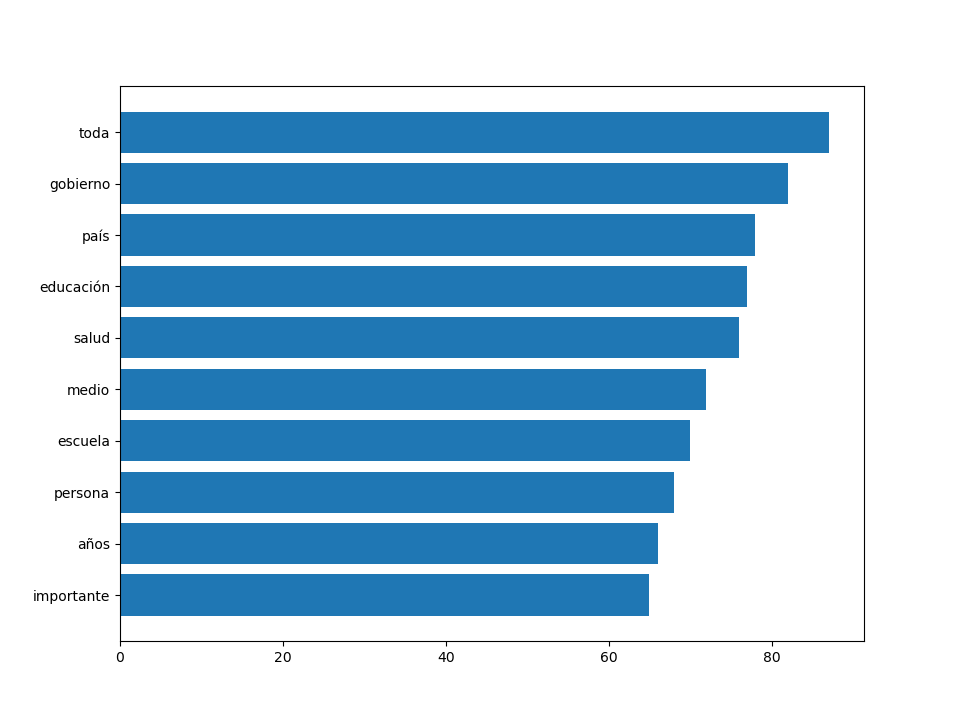 toda
gobierno
país
educación
salud
medio
escuela
persona
años
importante
0 20 40 60 80